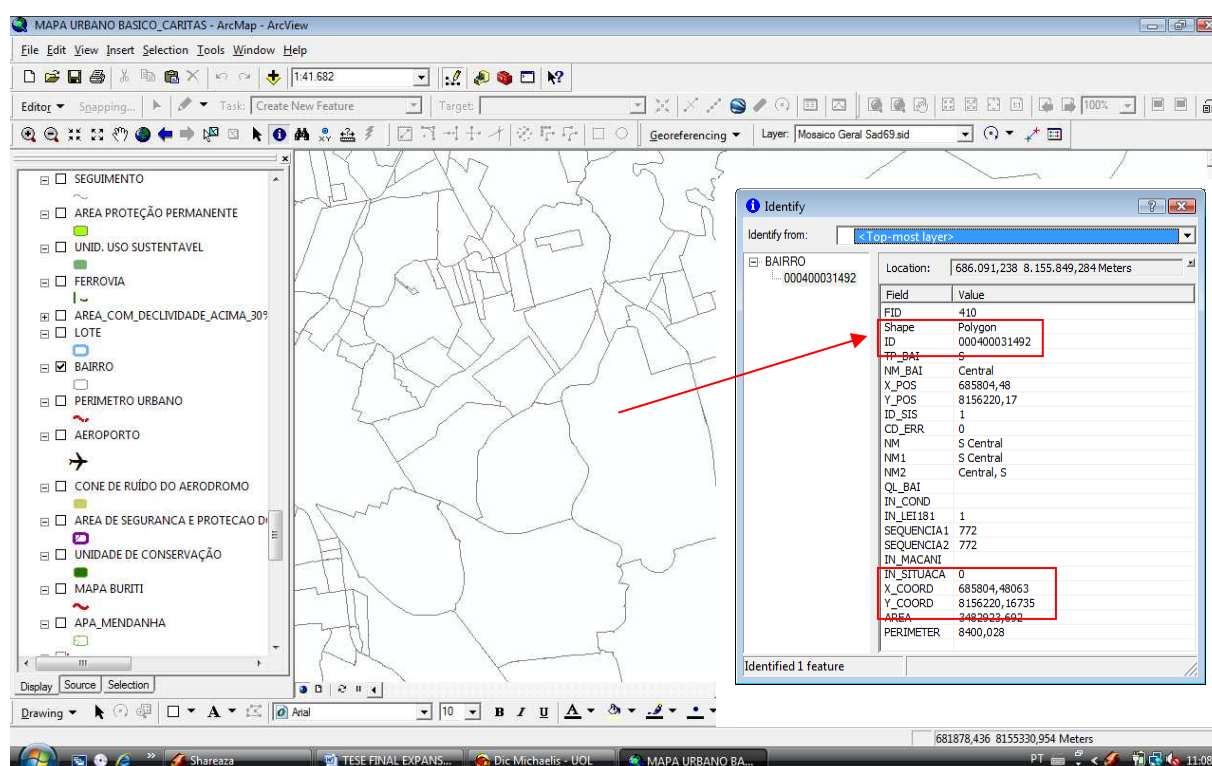 MAPA URBANO BASICO_CARITAS - ArcMap - ArcView
File Edit View Insert Selection Tools Window Help
1:41.682
Editor Snapping... Task: Create New Feature Target: 100%
Georeferencing Layer: Mosaico Geral Sad69.sid
SEGUIMENTO
AREA PROTEÇÃO PERMANENTE
UNID. USO SUSTENTAVEL
FERROVIA
AREA_COM_DECLIVIDADE_ACIMA_30%
LOTE
BAIRRO
PERIMETRO URBANO
AEROPORTO
CONE DE RUÍDO DO AERODROMO
AREA DE SEGURANCA E PROTECAO D
UNIDADE DE CONSERVAÇÃO
MAPA BURITI
APA_MENDANHA
Display Source Selection
Identify
Identify from: <Top-most layer>
BAIRRO
000400031492
Location: 686.091,238 8.155.849,284 Meters
Field Value
FID 410
Shape Polygon
ID 000400031492
TP_BAI S
NM_BAI Central
X_POS 685804,48
Y_POS 8156220,17
ID_SIS 1
CD_ERR 0
NM S Central
NM1 S Central
NM2 Central, S
QL_BAI
IN_COND
IN_LEI181 1
SEQUENCIA1 772
SEQUENCIA2 772
IN_MACANI
IN_SITUACA 0
X_COORD 685804,48063
Y_COORD 8156220,16735
AREA 3482923,692
PERIMETER 8400,028
Identified 1 feature
Drawing A Arial 10 B I U A
681878,436 8155330,954 Meters
Shareaza TESE FINAL EXPANS... Dic Michaelis - UOL MAPA URBANO BA... PT 11:08